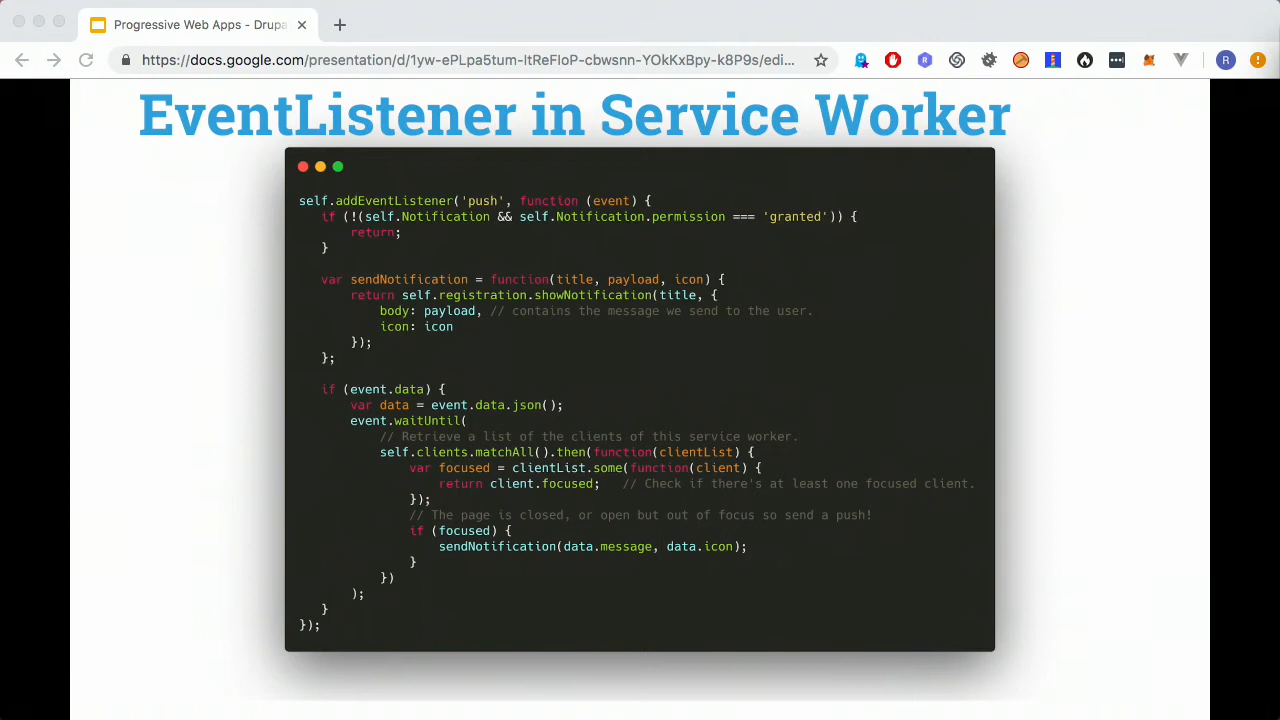 Progressive Web Apps - Drupa
https://docs.google.com/presentation/d/1yw-ePLpa5tum-ItReFIoP-cbwsnn-YOkKxBpy-k8P9s/edi...
R
EventListener in Service Worker
self.addEventListener('push', function (event) {
if (!(self.Notification && self.Notification.permission === 'granted')) {
return;
}
var sendNotification = function(title, payload, icon) {
return self.registration.showNotification(title, {
body: payload, // contains the message we send to the user.
icon: icon
});
};
if (event.data) {
var data = event.data.json();
event.waitUntil(
// Retrieve a list of the clients of this service worker.
self.clients.matchAll().then(function(clientList) {
var focused = clientList.some(function(client) {
return client.focused; // Check if there's at least one focused client.
});
// The page is closed, or open but out of focus so send a push!
if (focused) {
sendNotification(data.message, data.icon);
}
})
);
}
});